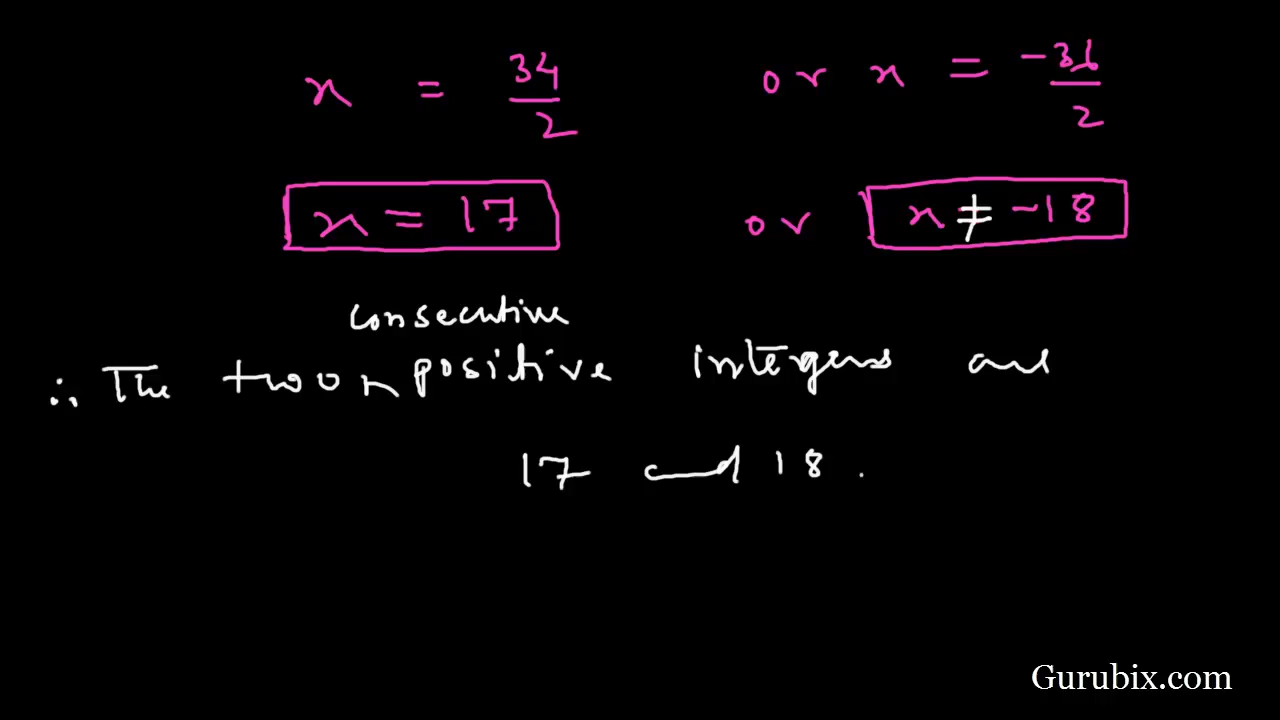 x = 34/2 or x = -36/2
x = 17 or x ≠ -18
consecutive
∴ The two positive integers are
17 and 18.
Gurubix.com